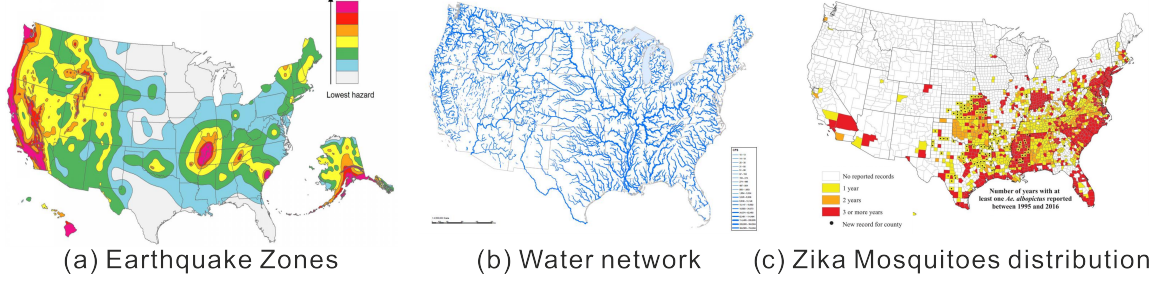 Lowest hazard
No reported records
1 year
2 years
3 or more years
New record for county
Number of years with at
least one Ae. albopictus reported
between 1995 and 2016
(a) Earthquake Zones
(b) Water network
(c) Zika Mosquitoes distribution